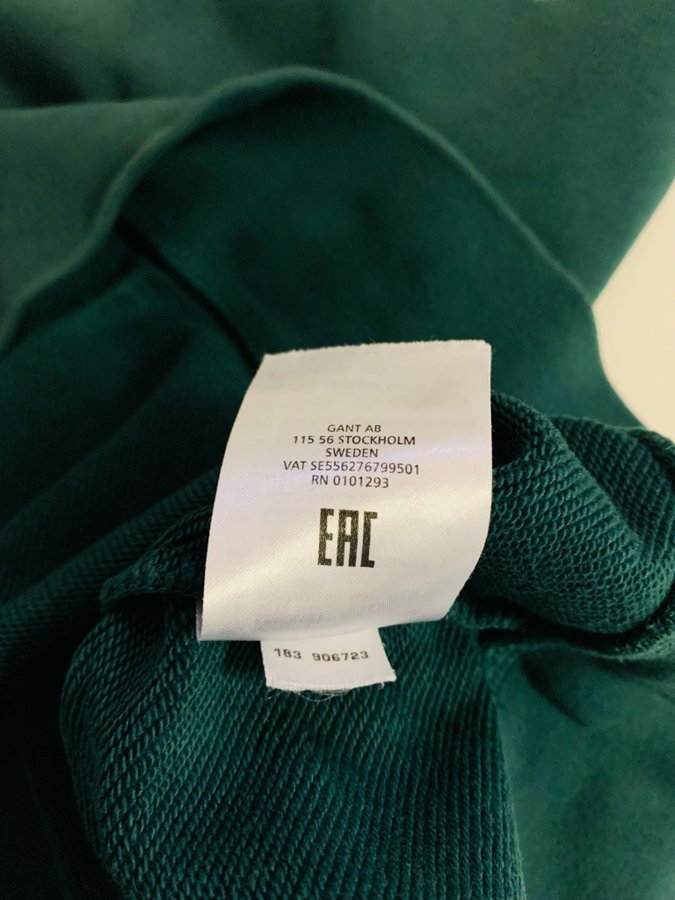 GANT AB
115 56 STOCKHOLM
SWEDEN
VAT SE556276799501
RN 0101293
EAC
183 906723